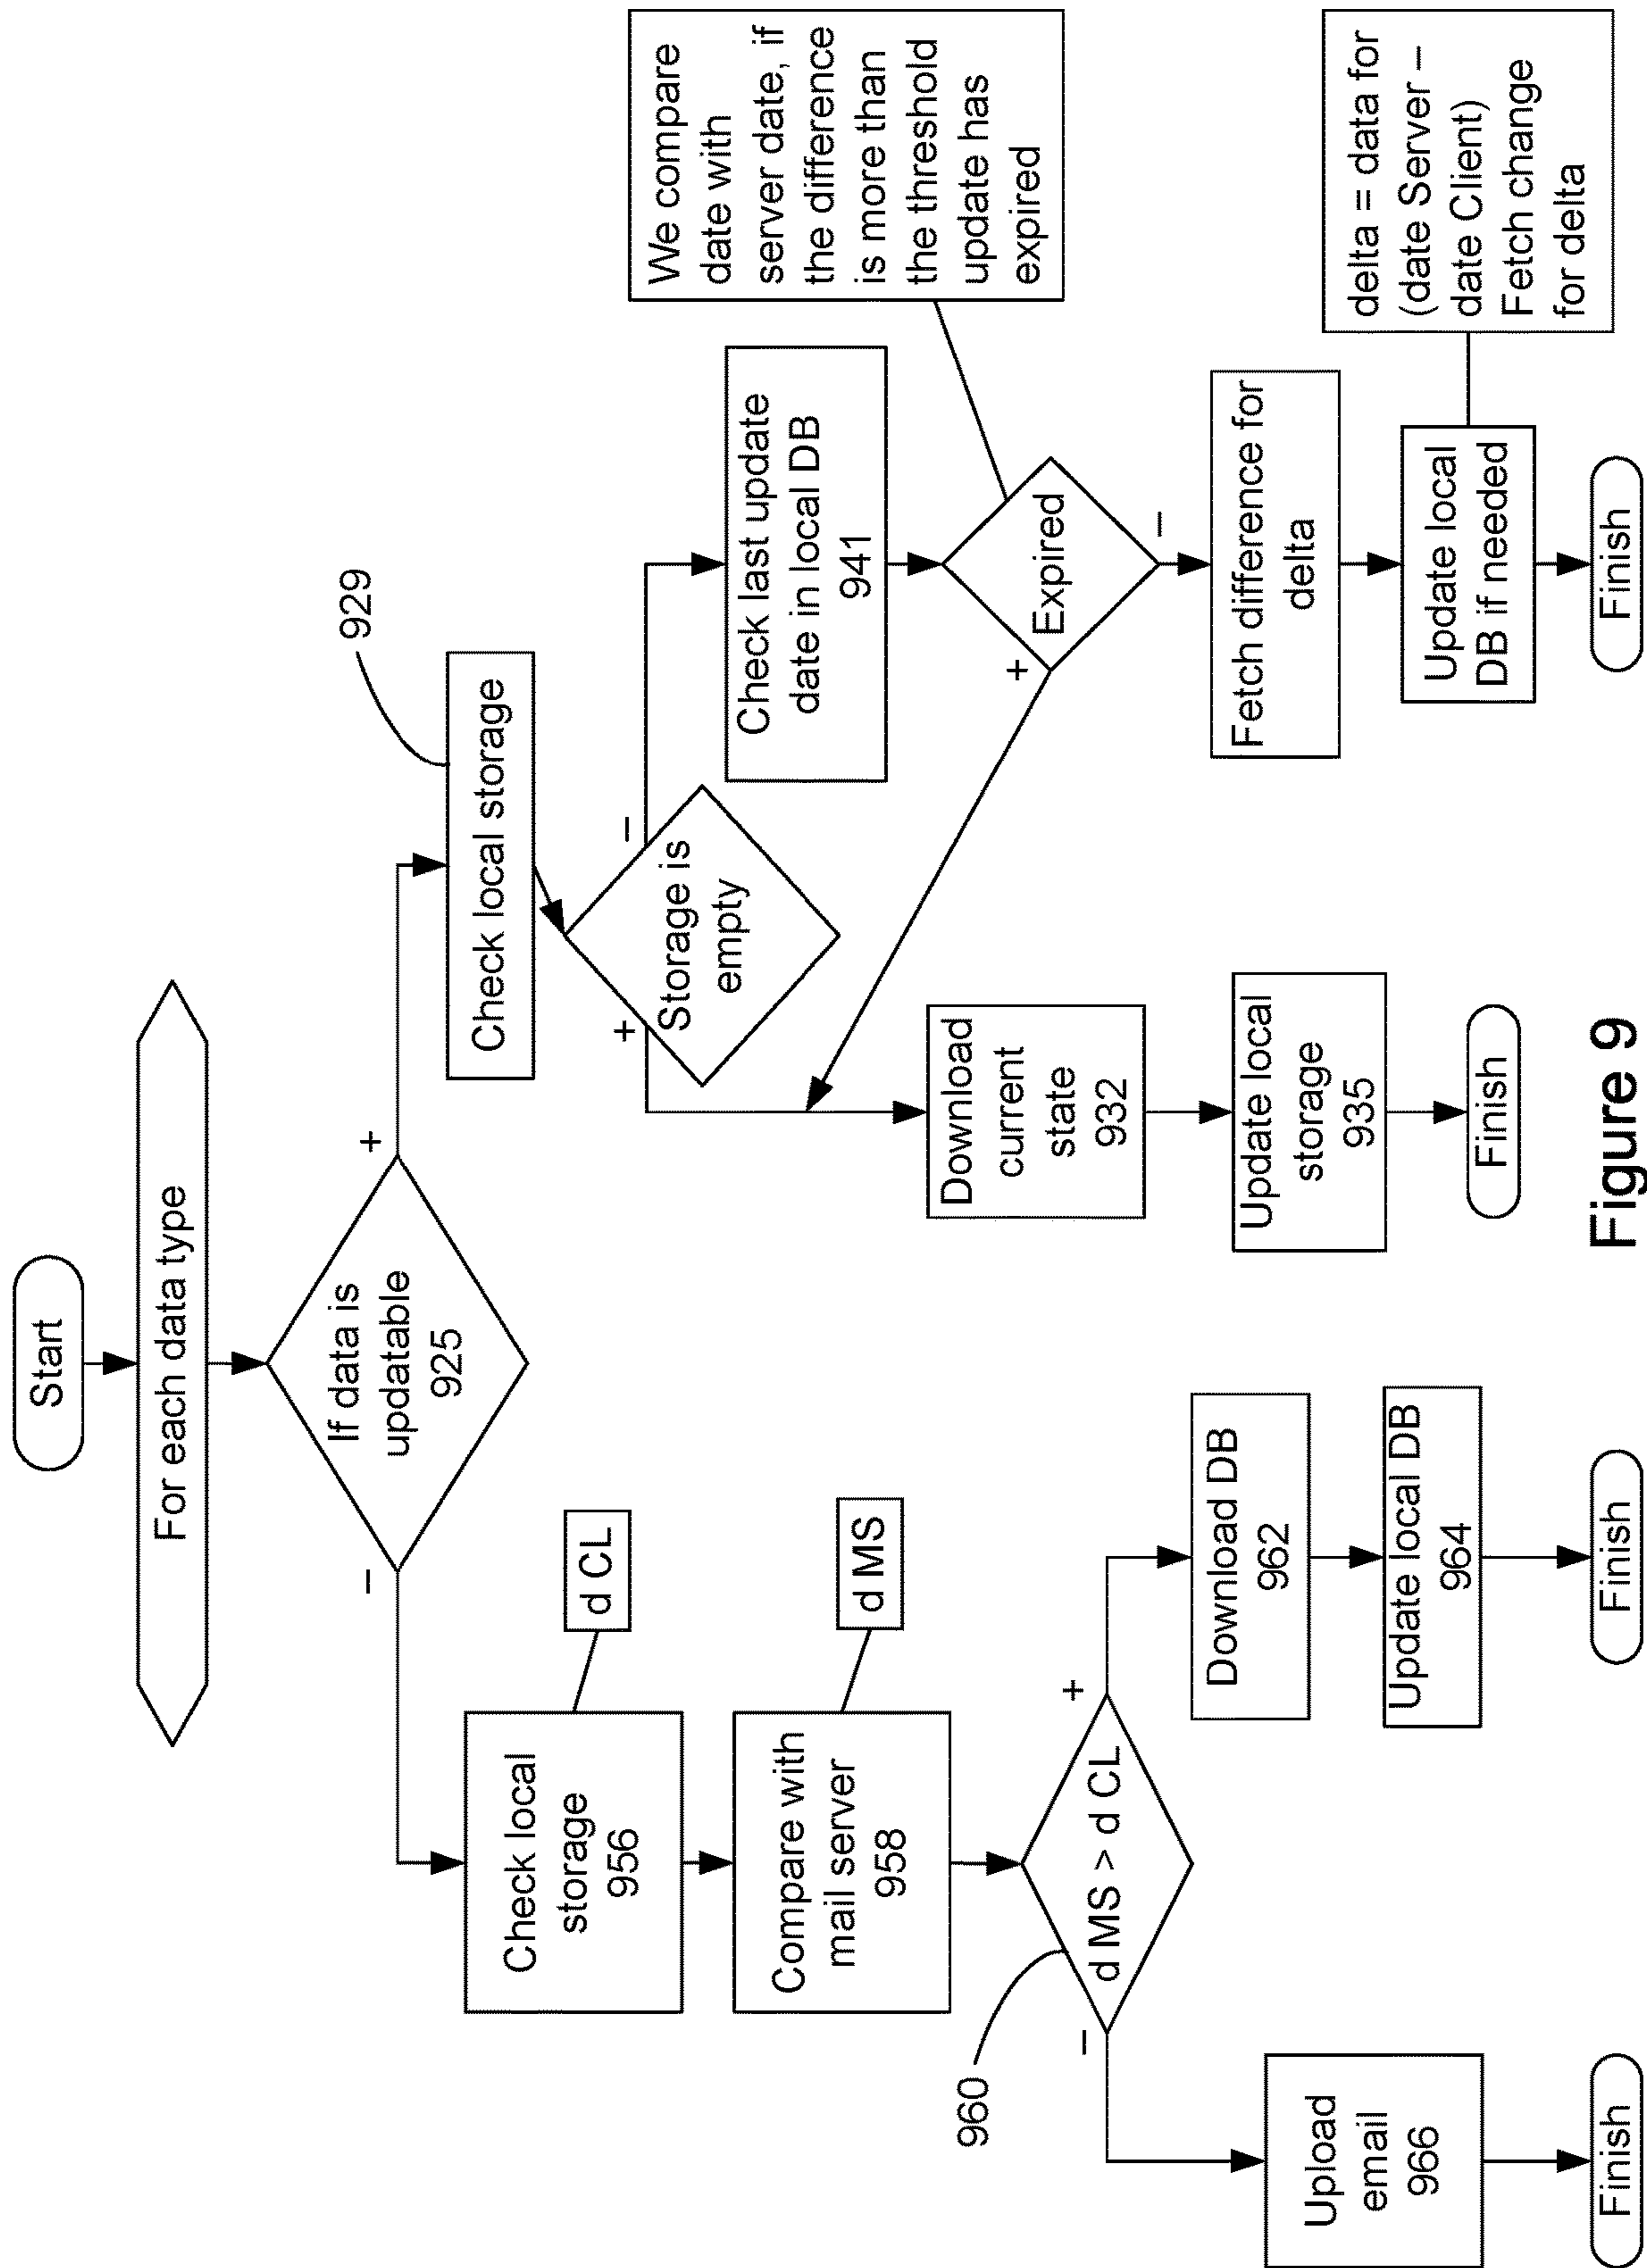 Start
For each data type
If data is
updatable
925
–
+
Check local
storage
956
d CL
Compare with
mail server
958
d MS
960
d MS > d CL
–
+
Upload
email
966
Finish
Download DB
962
Update local DB
964
Finish
929
Check local storage
Storage is
empty
+
–
Download
current
state
932
Update local
storage
935
Finish
Check last update
date in local DB
941
We compare
date with
server date, if
the difference
is more than
the threshold
update has
expired
Expired
+
–
Fetch difference for
delta
Update local
DB if needed
delta = data for
(date Server –
date Client)
Fetch change
for delta
Finish
Figure 9